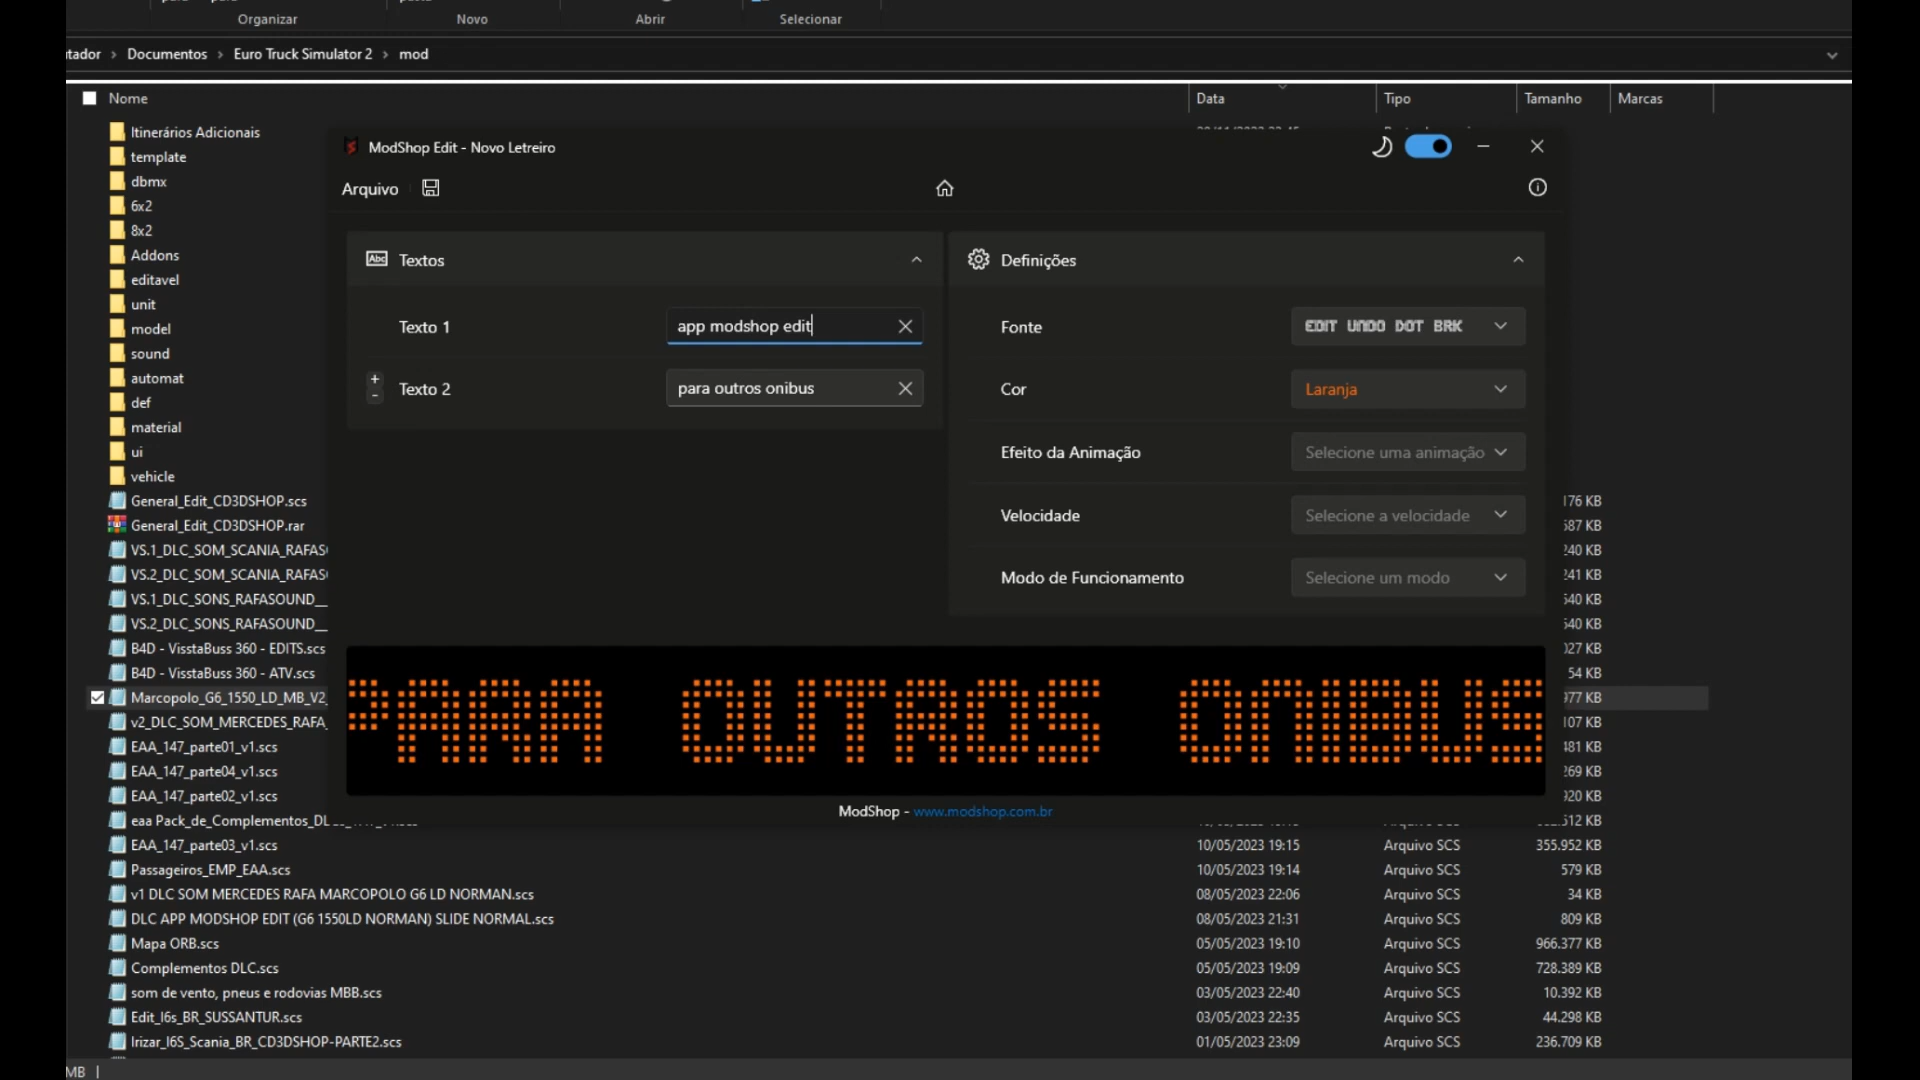 Organizar
Novo
Abrir
Selecionar
Documentos > Euro Truck Simulator 2 > mod
Nome
Data
Tipo
Tamanho
Marcas
Itinerários Adicionais
template
dbmx
6x2
8x2
Addons
editavel
unit
model
sound
automat
def
material
ui
vehicle
General_Edit_CD3DSHOP.scs
General_Edit_CD3DSHOP.rar
VS.1_DLC_SOM_SCANIA_RAFAS
VS.2_DLC_SOM_SCANIA_RAFAS
VS.1_DLC_SONS_RAFASOUND__
VS.2_DLC_SONS_RAFASOUND__
B4D - VisstaBuss 360 - EDITS.scs
B4D - VisstaBuss 360 - ATV.scs
54 KB
Marcopolo_G6_1550_LD_MB_V2_
v2_DLC_SOM_MERCEDES_RAFA_
EAA_147_parte01_v1.scs
EAA_147_parte04_v1.scs
EAA_147_parte02_v1.scs
ModShop Edit - Novo Letreiro
Arquivo
Abc Textos
Texto 1 app modshop edit
+ - Texto 2 para outros onibus
Definições
Fonte EDIT UNDO DOT BRK
Cor Laranja
Efeito da Animação Selecione uma animação
Velocidade Selecione a velocidade
Modo de Funcionamento Selecione um modo
PARA OUTROS ONIBUS
ModShop - www.modshop.com.br
eaa Pack_de_Complementos_
EAA_147_parte03_v1.scs 10/05/2023 19:15 Arquivo SCS 355.952 KB
Passageiros_EMP_EAA.scs 10/05/2023 19:14 Arquivo SCS 579 KB
v1 DLC SOM MERCEDES RAFA MARCOPOLO G6 LD NORMAN.scs 08/05/2023 22:06 Arquivo SCS 34 KB
DLC APP MODSHOP EDIT (G6 1550LD NORMAN) SLIDE NORMAL.scs 08/05/2023 21:31 Arquivo SCS 809 KB
Mapa ORB.scs 05/05/2023 19:10 Arquivo SCS 966.377 KB
Complementos DLC.scs 05/05/2023 19:09 Arquivo SCS 728.389 KB
som de vento, pneus e rodovias MBB.scs 03/05/2023 22:40 Arquivo SCS 10.392 KB
Edit_I6s_BR_SUSSANTUR.scs 03/05/2023 22:35 Arquivo SCS 44.298 KB
Irizar_I6S_Scania_BR_CD3DSHOP-PARTE2.scs 01/05/2023 23:09 Arquivo SCS 236.709 KB
MB